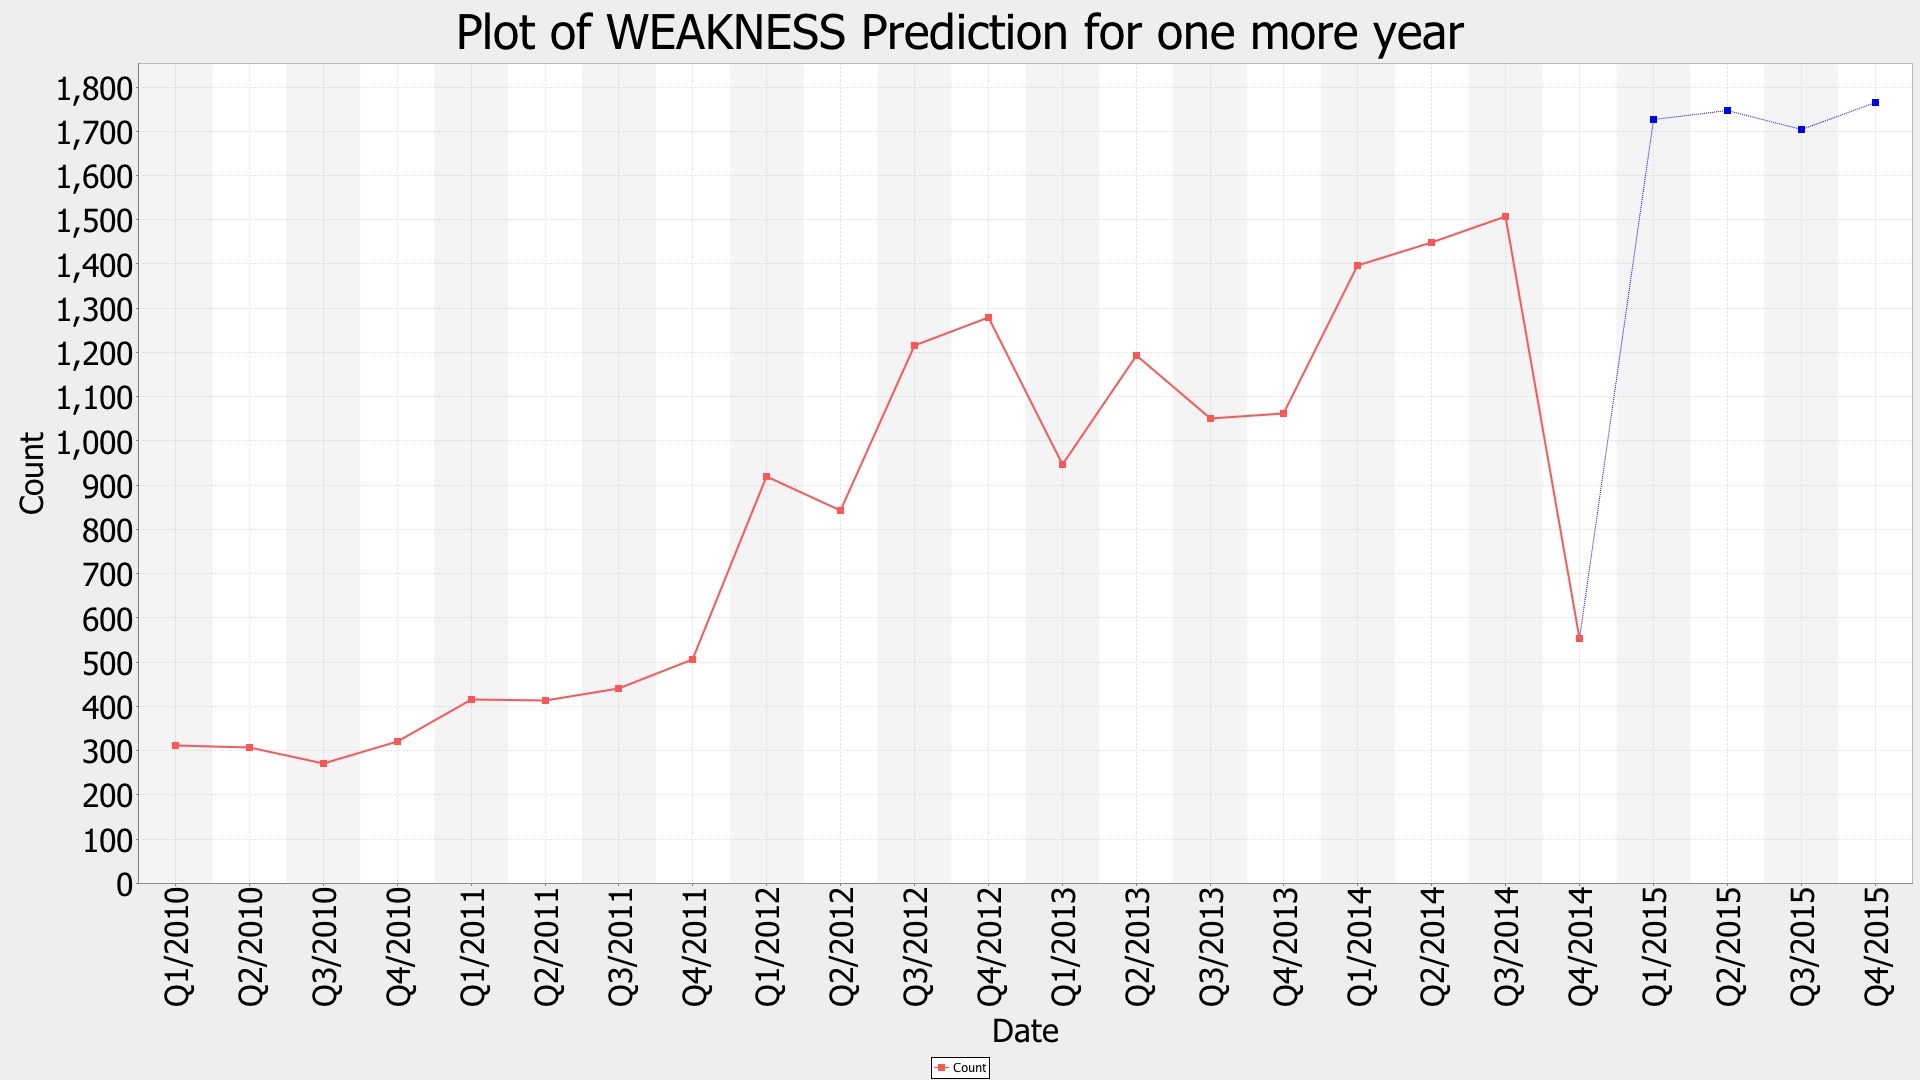 Plot of WEAKNESS Prediction for one more year
1,800
1,700
1,600
1,500
1,400
1,300
1,200
1,100
1,000
900
800
700
600
500
400
300
200
100
0
Count
Q1/2010
Q2/2010
Q3/2010
Q4/2010
Q1/2011
Q2/2011
Q3/2011
Q4/2011
Q1/2012
Q2/2012
Q3/2012
Q4/2012
Q1/2013
Q2/2013
Q3/2013
Q4/2013
Q1/2014
Q2/2014
Q3/2014
Q4/2014
Q1/2015
Q2/2015
Q3/2015
Q4/2015
Date
Count